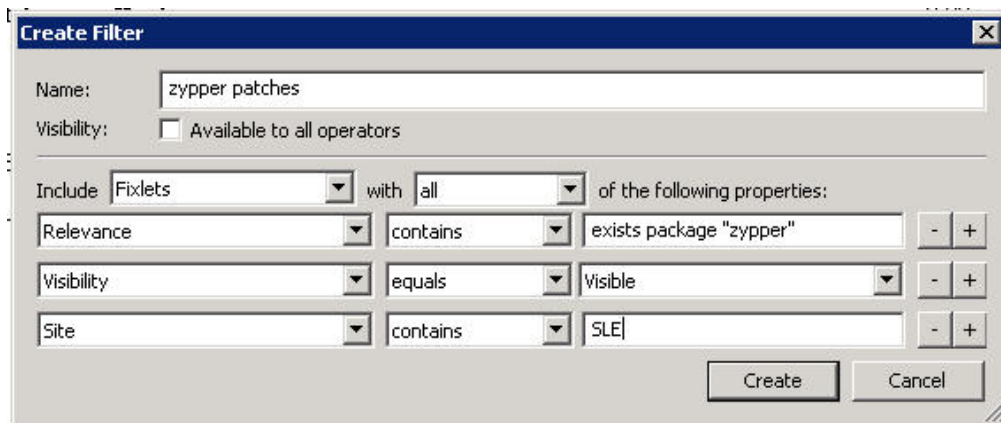 Create Filter
Name: zypper patches
Visibility: Available to all operators
Include Fixlets with all of the following properties:
Relevance contains exists package "zypper" - +
Visibility equals Visible - +
Site contains SLE - +
Create Cancel